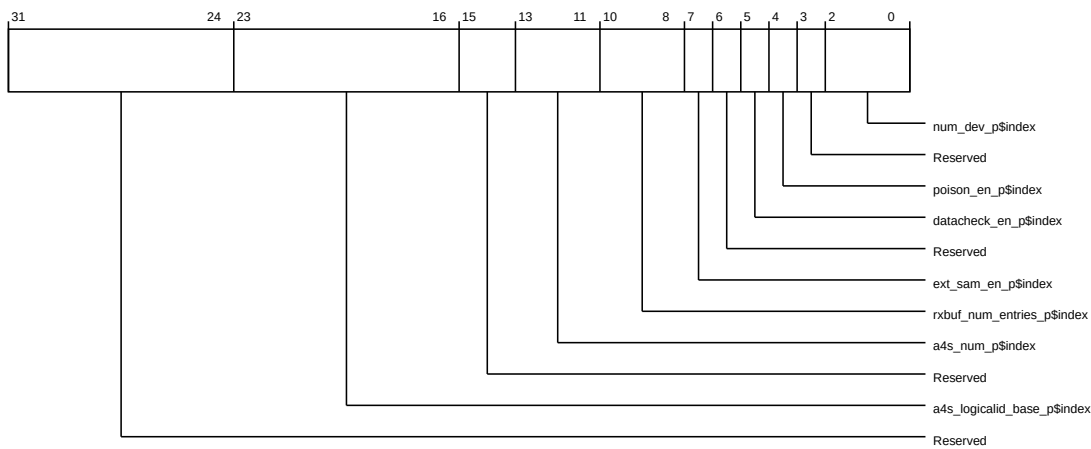 31 24 23 16 15 13 11 10 8 7 6 5 4 3 2 0
num_dev_p$index
Reserved
poison_en_p$index
datacheck_en_p$index
Reserved
ext_sam_en_p$index
rxbuf_num_entries_p$index
a4s_num_p$index
Reserved
a4s_logicalid_base_p$index
Reserved